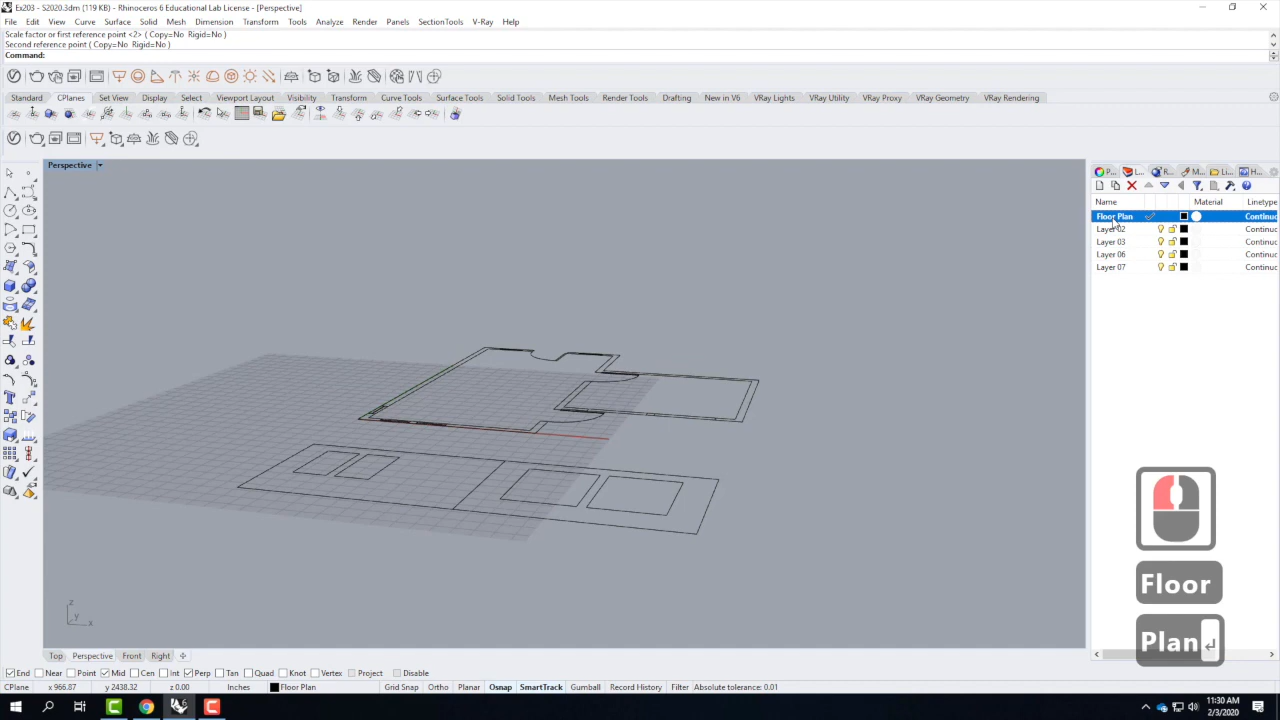 Ex203 - S2020.3dm (119 KB) - Rhinoceros 6 Educational Lab License - [Perspective]
File Edit View Curve Surface Solid Mesh Dimension Transform Tools Analyze Render Panels SectionTools V-Ray Help
Scale factor or first reference point <2> ( Copy=No Rigid=No )
Second reference point ( Copy=No Rigid=No )
Command:
Standard CPlanes Set View Display Select Viewport Layout Visibility Transform Curve Tools Surface Tools Solid Tools Mesh Tools Render Tools Drafting New in V6 VRay Lights VRay Utility VRay Proxy VRay Geometry VRay Rendering
Perspective
P... L... R... M... Li... H...
Name Material Linetype
Floor Plan Continuc
Layer 02 Continuc
Layer 03 Continuc
Layer 06 Continuc
Layer 07 Continuc
Floor
Plan
z
y
x
Top Perspective Front Right
End Near Point Mid Cen Int Perp Tan Quad Knot Vertex Project Disable
CPlane x 966.87 y 2438.32 z 0.00 Inches Floor Plan Grid Snap Ortho Planar Osnap SmartTrack Gumball Record History Filter Absolute tolerance: 0.01
11:30 AM
2/3/2020